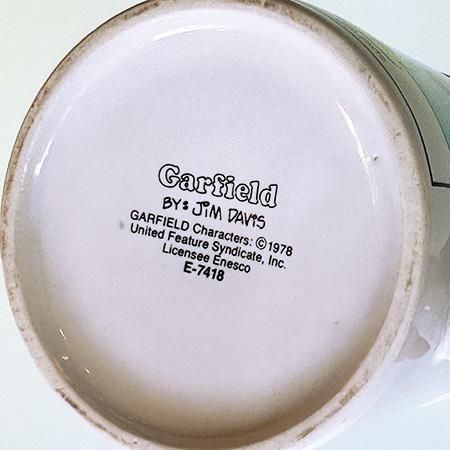 Garfield
BY: JIM DAVIS
GARFIELD Characters: ©1978
United Feature Syndicate, Inc.
Licensee Enesco
E-7418